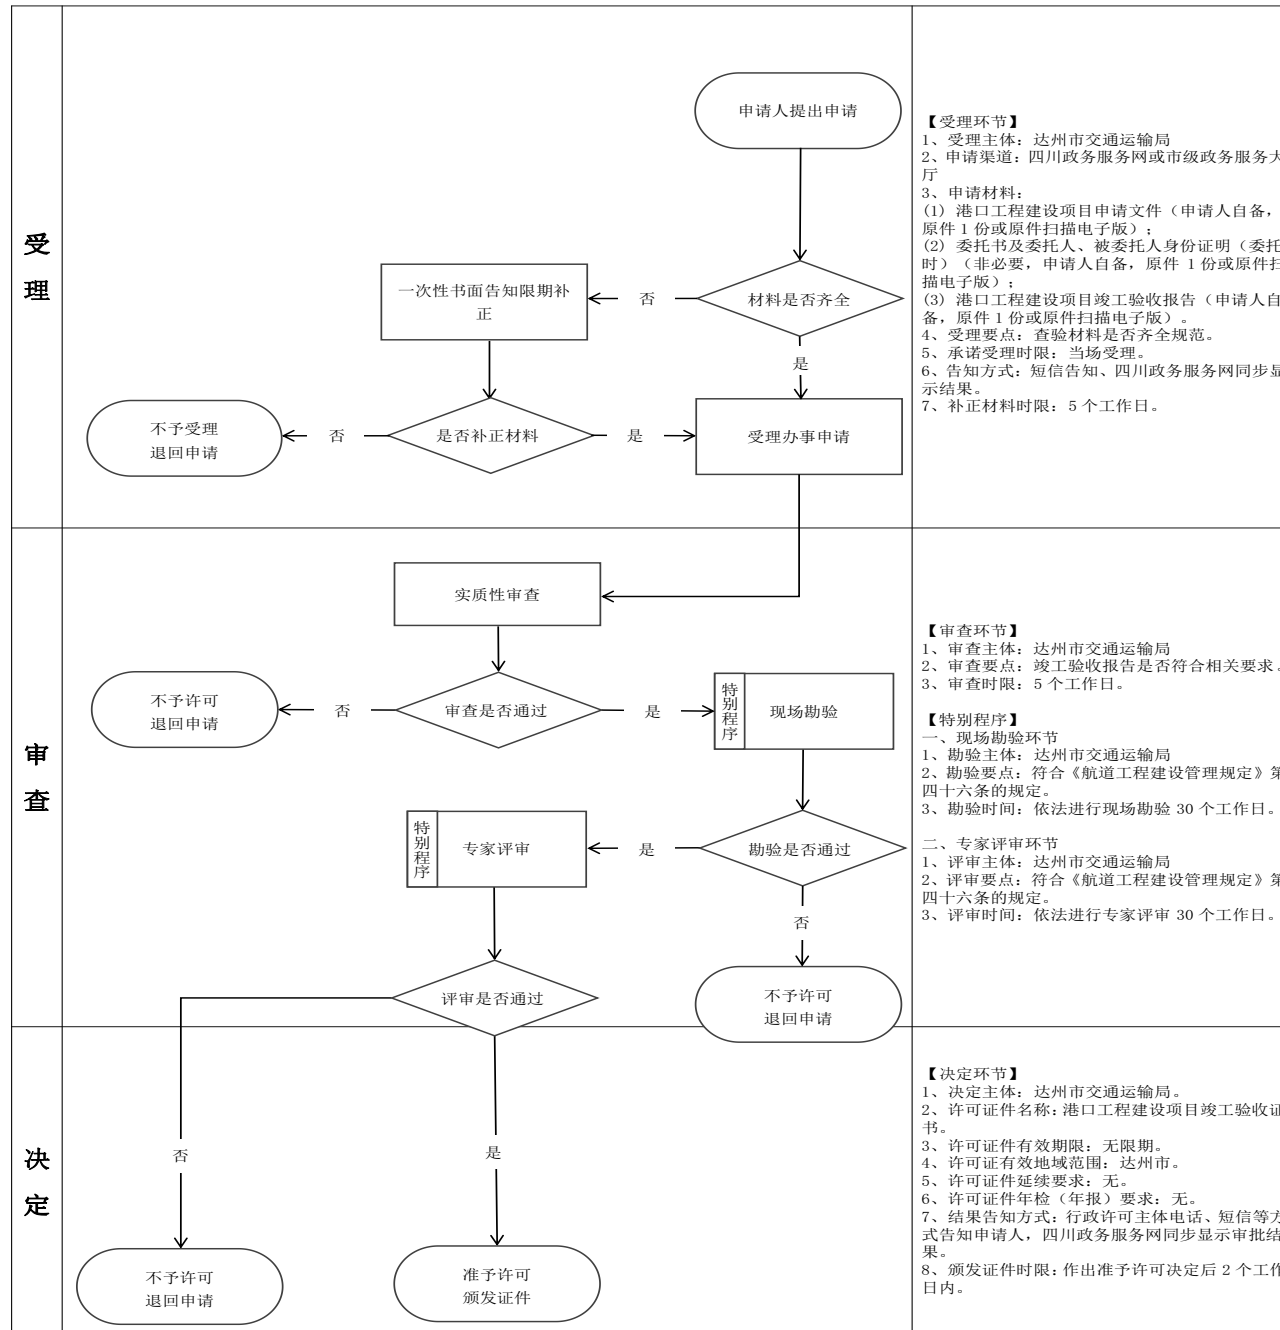 受
理
申请人提出申请
材料是否齐全
否
一次性书面告知限期补
正
是
是否补正材料
否
不予受理
退回申请
是
受理办事申请
【受理环节】
1、受理主体：达州市交通运输局
2、申请渠道：四川政务服务网或市级政务服务大
厅
3、申请材料：
(1) 港口工程建设项目申请文件（申请人自备，
原件 1 份或原件扫描电子版）；
(2) 委托书及委托人、被委托人身份证明（委托
时）（非必要，申请人自备，原件 1 份或原件扫
描电子版）；
(3) 港口工程建设项目竣工验收报告（申请人自
备，原件 1 份或原件扫描电子版）。
4、受理要点：查验材料是否齐全规范。
5、承诺受理时限：当场受理。
6、告知方式：短信告知、四川政务服务网同步显
示结果。
7、补正材料时限：5 个工作日。
审
查
实质性审查
审查是否通过
否
不予许可
退回申请
是
特别程序
现场勘验
勘验是否通过
是
特别程序
专家评审
否
不予许可
退回申请
评审是否通过
【审查环节】
1、审查主体：达州市交通运输局
2、审查要点：竣工验收报告是否符合相关要求。
3、审查时限：5 个工作日。
【特别程序】
一、现场勘验环节
1、勘验主体：达州市交通运输局
2、勘验要点：符合《航道工程建设管理规定》第
四十六条的规定。
3、勘验时间：依法进行现场勘验 30 个工作日。
二、专家评审环节
1、评审主体：达州市交通运输局
2、评审要点：符合《航道工程建设管理规定》第
四十六条的规定。
3、评审时间：依法进行专家评审 30 个工作日。
决
定
否
是
不予许可
退回申请
准予许可
颁发证件
【决定环节】
1、决定主体：达州市交通运输局。
2、许可证件名称：港口工程建设项目竣工验收证
书。
3、许可证件有效期限：无限期。
4、许可证有效地域范围：达州市。
5、许可证件延续要求：无。
6、许可证件年检（年报）要求：无。
7、结果告知方式：行政许可主体电话、短信等方
式告知申请人，四川政务服务网同步显示审批结
果。
8、颁发证件时限：作出准予许可决定后 2 个工作
日内。